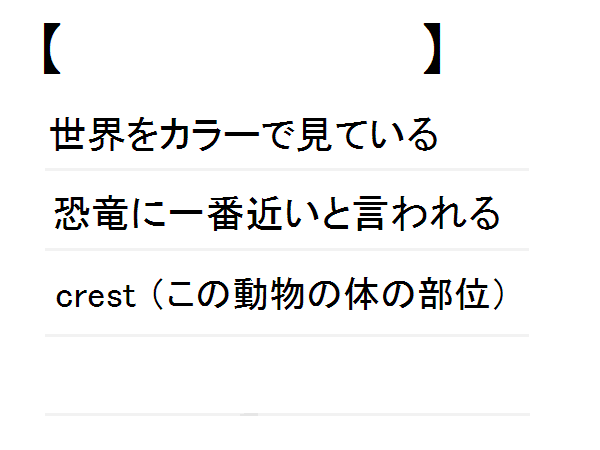 【　　　　　　　　　】
世界をカラーで見ている
恐竜に一番近いと言われる
crest（この動物の体の部位）